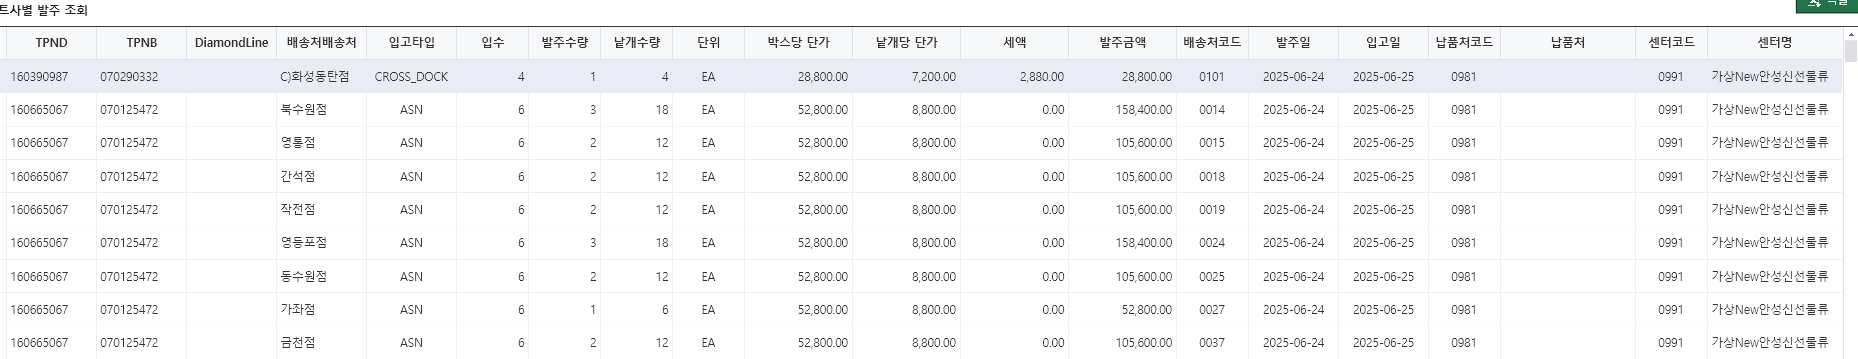 트사별 발주 조회
TPND TPNB DiamondLine 배송처배송처 입고타입 입수 발주수량 낱개수량 단위 박스당 단가 낱개당 단가 세액 발주금액 배송처코드 발주일 입고일 납품처코드 납품처 센터코드 센터명
160390987 070290332 C)화성동탄점 CROSS_DOCK 4 1 4 EA 28,800.00 7,200.00 2,880.00 28,800.00 0101 2025-06-24 2025-06-25 0981 0991 가상New안성신선물류
160665067 070125472 북수원점 ASN 6 3 18 EA 52,800.00 8,800.00 0.00 158,400.00 0014 2025-06-24 2025-06-25 0981 0991 가상New안성신선물류
160665067 070125472 영통점 ASN 6 2 12 EA 52,800.00 8,800.00 0.00 105,600.00 0015 2025-06-24 2025-06-25 0981 0991 가상New안성신선물류
160665067 070125472 간석점 ASN 6 2 12 EA 52,800.00 8,800.00 0.00 105,600.00 0018 2025-06-24 2025-06-25 0981 0991 가상New안성신선물류
160665067 070125472 작전점 ASN 6 2 12 EA 52,800.00 8,800.00 0.00 105,600.00 0019 2025-06-24 2025-06-25 0981 0991 가상New안성신선물류
160665067 070125472 영등포점 ASN 6 3 18 EA 52,800.00 8,800.00 0.00 158,400.00 0024 2025-06-24 2025-06-25 0981 0991 가상New안성신선물류
160665067 070125472 동수원점 ASN 6 2 12 EA 52,800.00 8,800.00 0.00 105,600.00 0025 2025-06-24 2025-06-25 0981 0991 가상New안성신선물류
160665067 070125472 가좌점 ASN 6 1 6 EA 52,800.00 8,800.00 0.00 52,800.00 0027 2025-06-24 2025-06-25 0981 0991 가상New안성신선물류
160665067 070125472 금천점 ASN 6 2 12 EA 52,800.00 8,800.00 0.00 105,600.00 0037 2025-06-24 2025-06-25 0981 0991 가상New안성신선물류